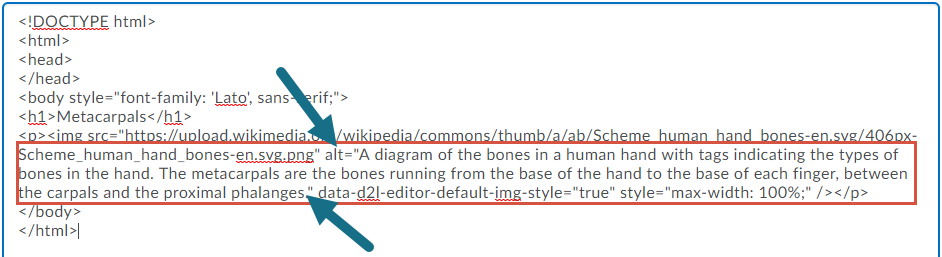 <!DOCTYPE html>
<html>
<head>
</head>
<body style="font-family: 'Lato', sans-serif;">
<h1>Metacarpals</h1>
<p><img src="https://upload.wikimedia.org/wikipedia/commons/thumb/a/ab/Scheme_human_hand_bones-en.svg/406px-
Scheme_human_hand_bones-en.svg.png" alt="A diagram of the bones in a human hand with tags indicating the types of
bones in the hand. The metacarpals are the bones running from the base of the hand to the base of each finger, between
the carpals and the proximal phalanges." data-d2l-editor-default-img-style="true" style="max-width: 100%;" /></p>
</body>
</html>